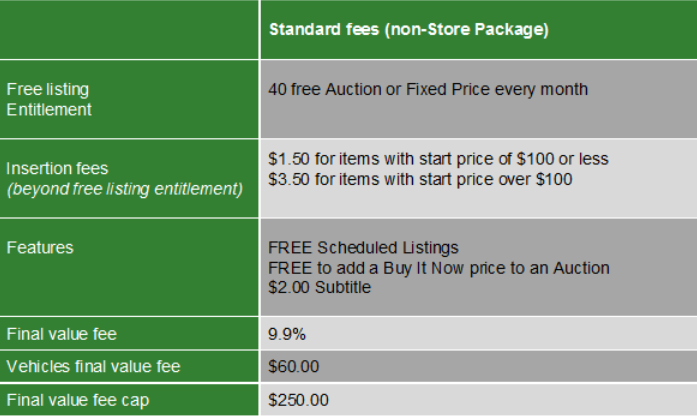 Standard fees (non-Store Package)
Free listing
Entitlement
40 free Auction or Fixed Price every month
Insertion fees
(beyond free listing entitlement)
$1.50 for items with start price of $100 or less
$3.50 for items with start price over $100
Features
FREE Scheduled Listings
FREE to add a Buy It Now price to an Auction
$2.00 Subtitle
Final value fee
9.9%
Vehicles final value fee
$60.00
Final value fee cap
$250.00